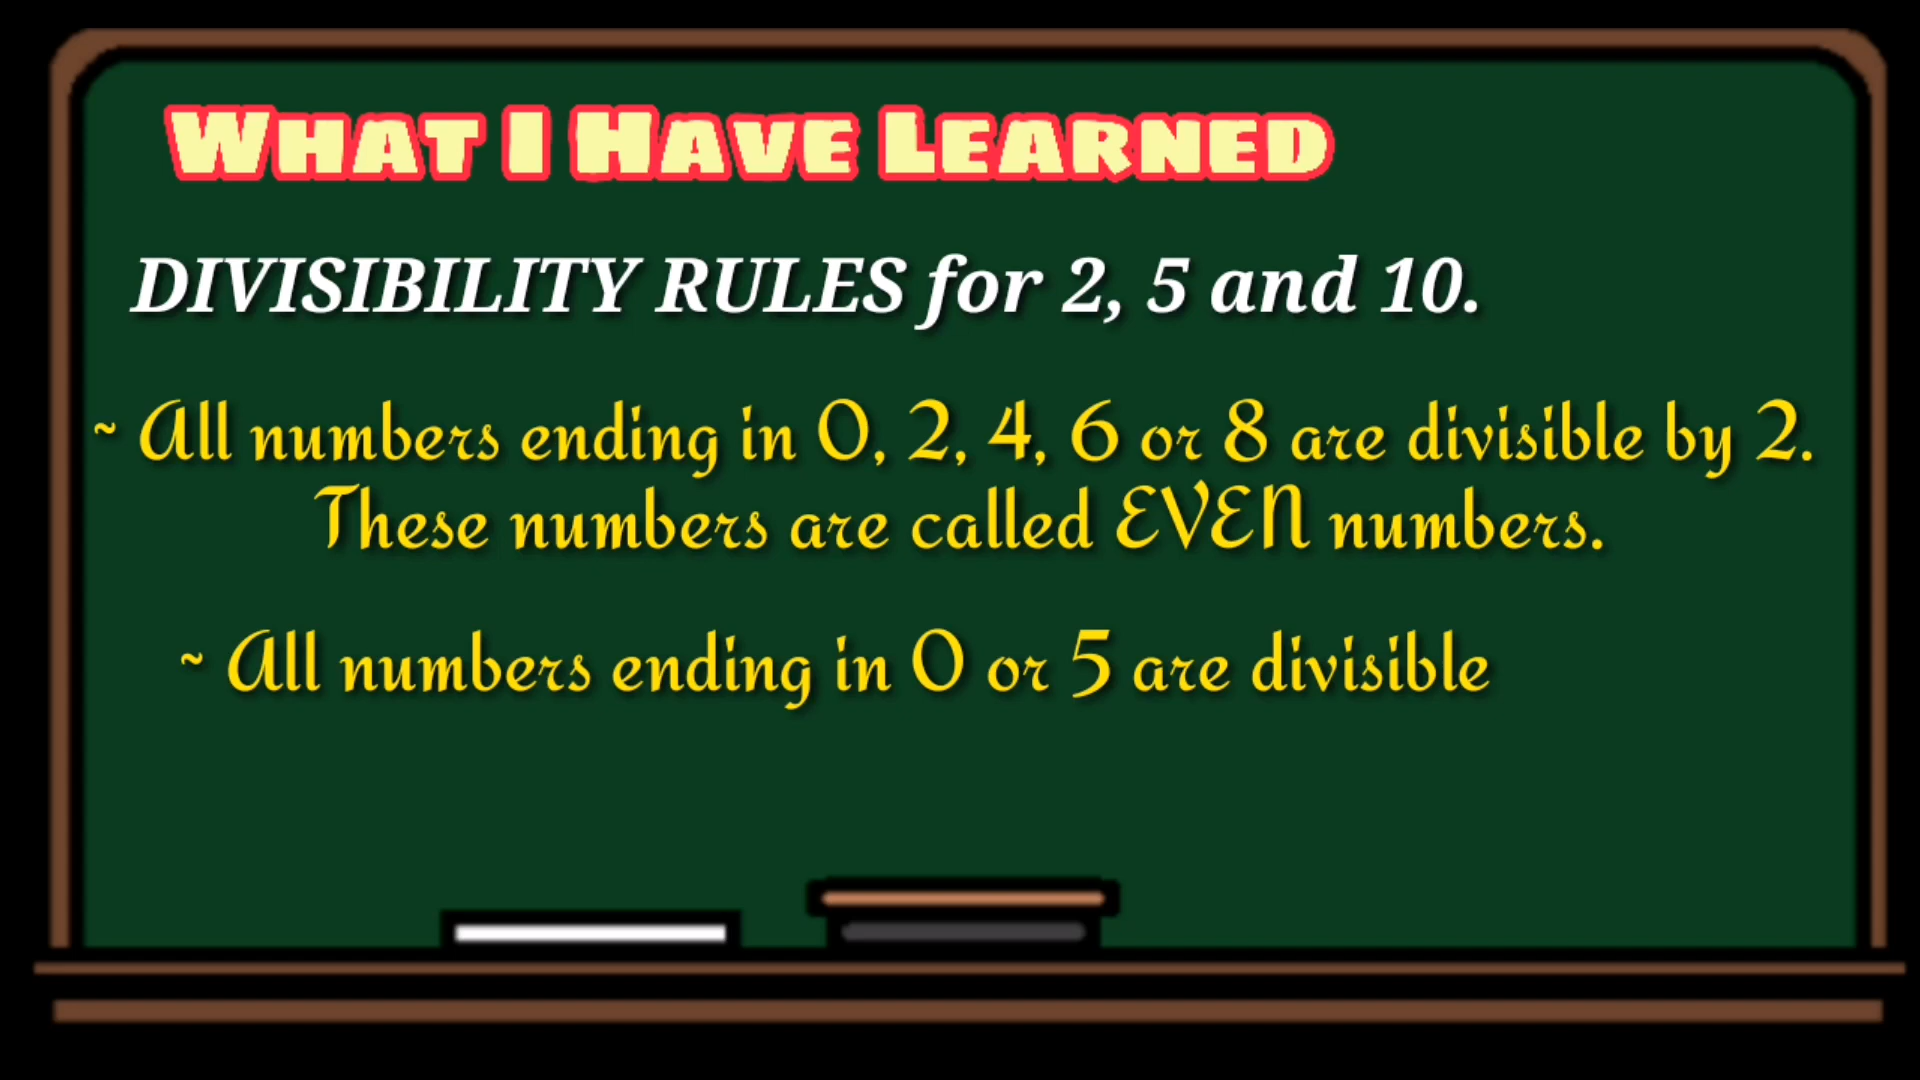 What I Have Learned
DIVISIBILITY RULES for 2, 5 and 10.
~ All numbers ending in 0, 2, 4, 6 or 8 are divisible by 2.
These numbers are called EVEN numbers.
~ All numbers ending in 0 or 5 are divisible